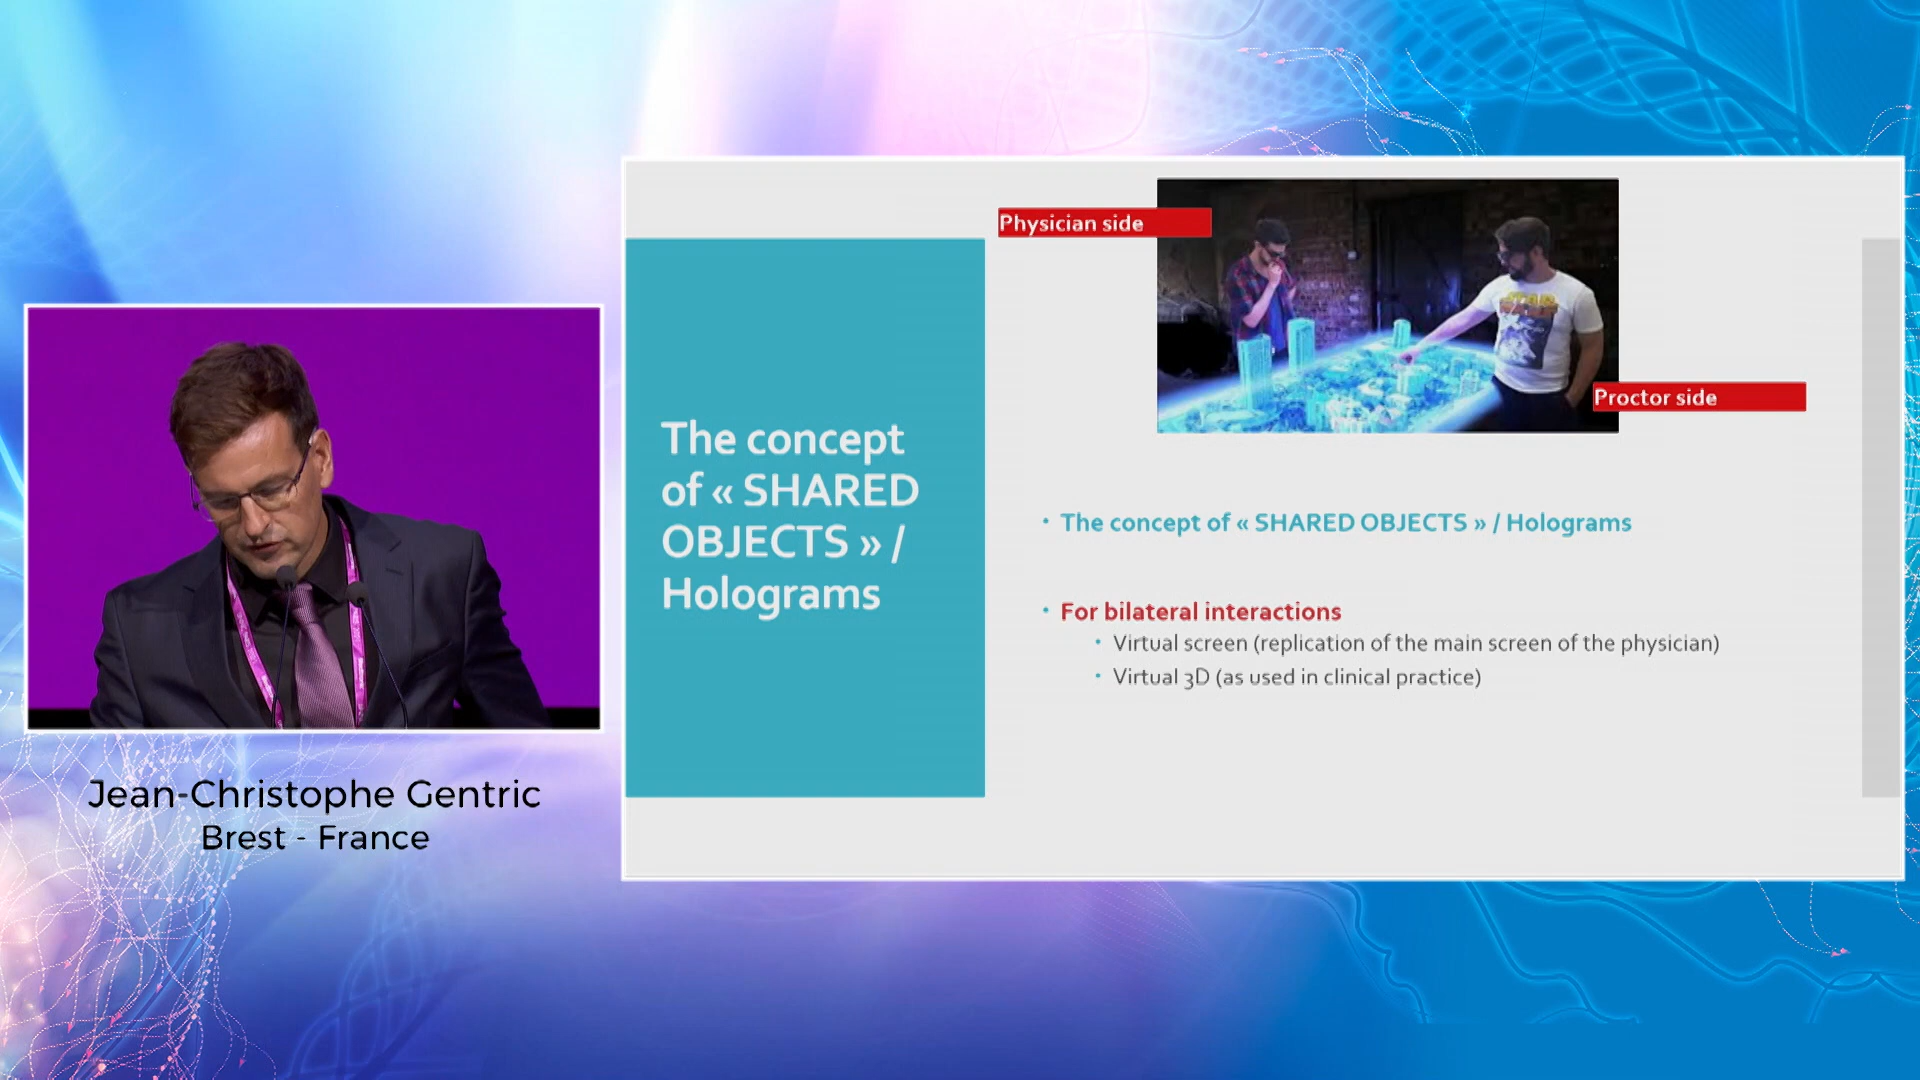 Physician side
STAR
WARS
Proctor side
The concept
of « SHARED
OBJECTS » /
Holograms
• The concept of « SHARED OBJECTS » / Holograms
• For bilateral interactions
• Virtual screen (replication of the main screen of the physician)
• Virtual 3D (as used in clinical practice)
Jean-Christophe Gentric
Brest - France